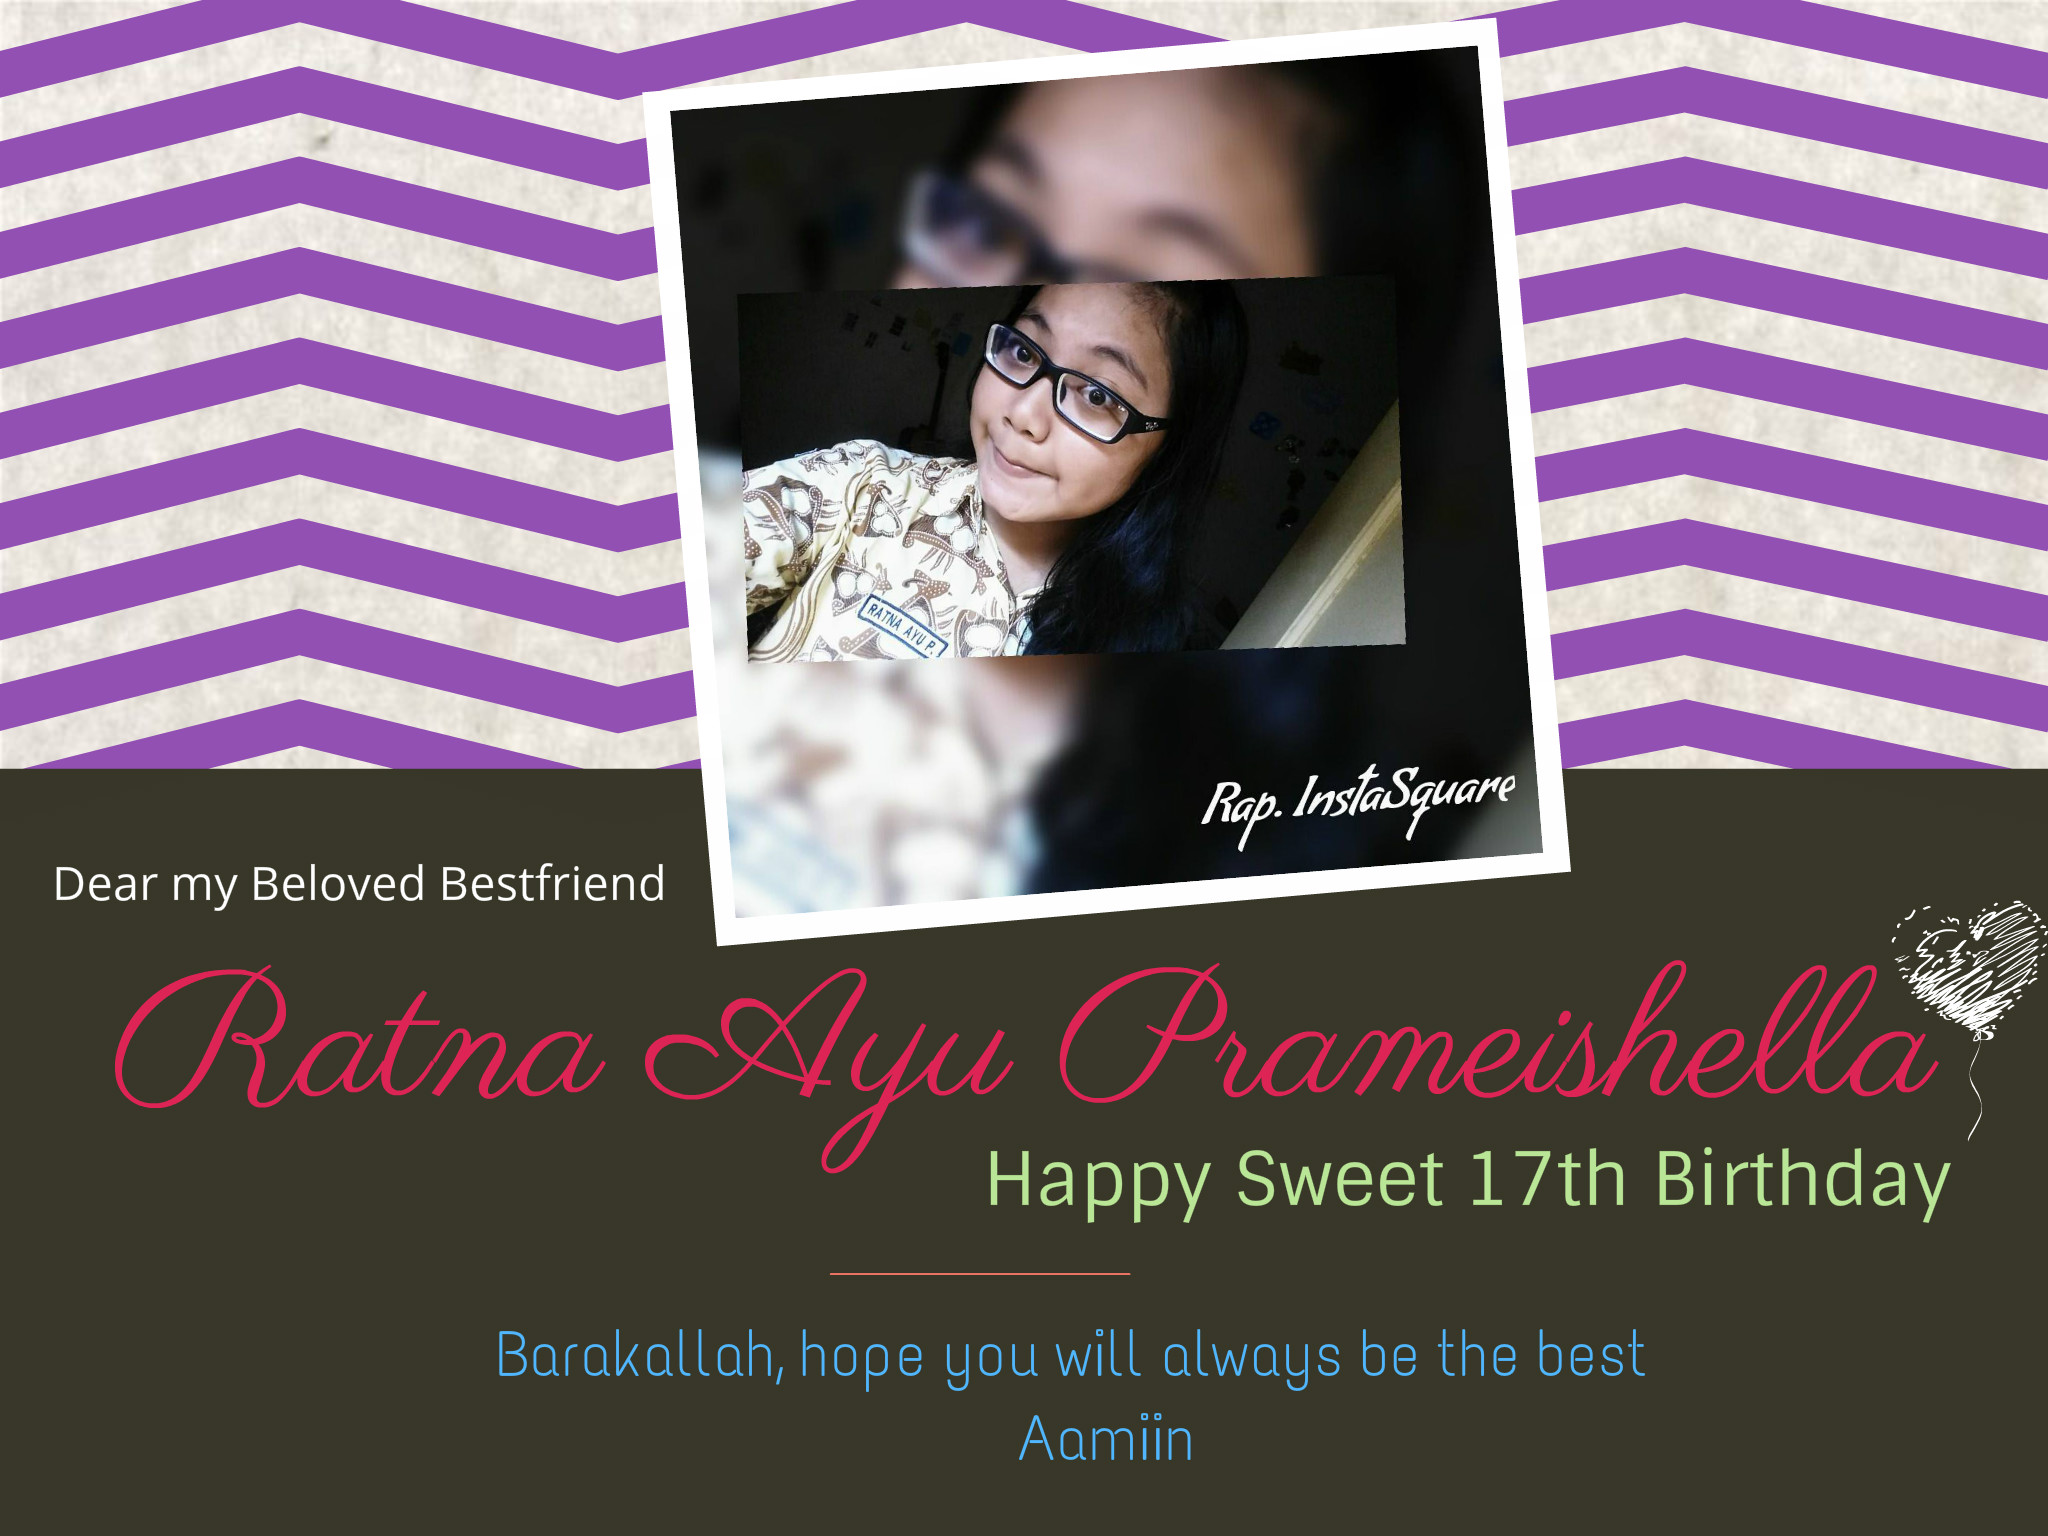 RATNA AYU P.
Rap. InstaSquare
Dear my Beloved Bestfriend
Ratna Ayu Prameishella
Happy Sweet 17th Birthday
Barakallah, hope you will always be the best
Aamiin